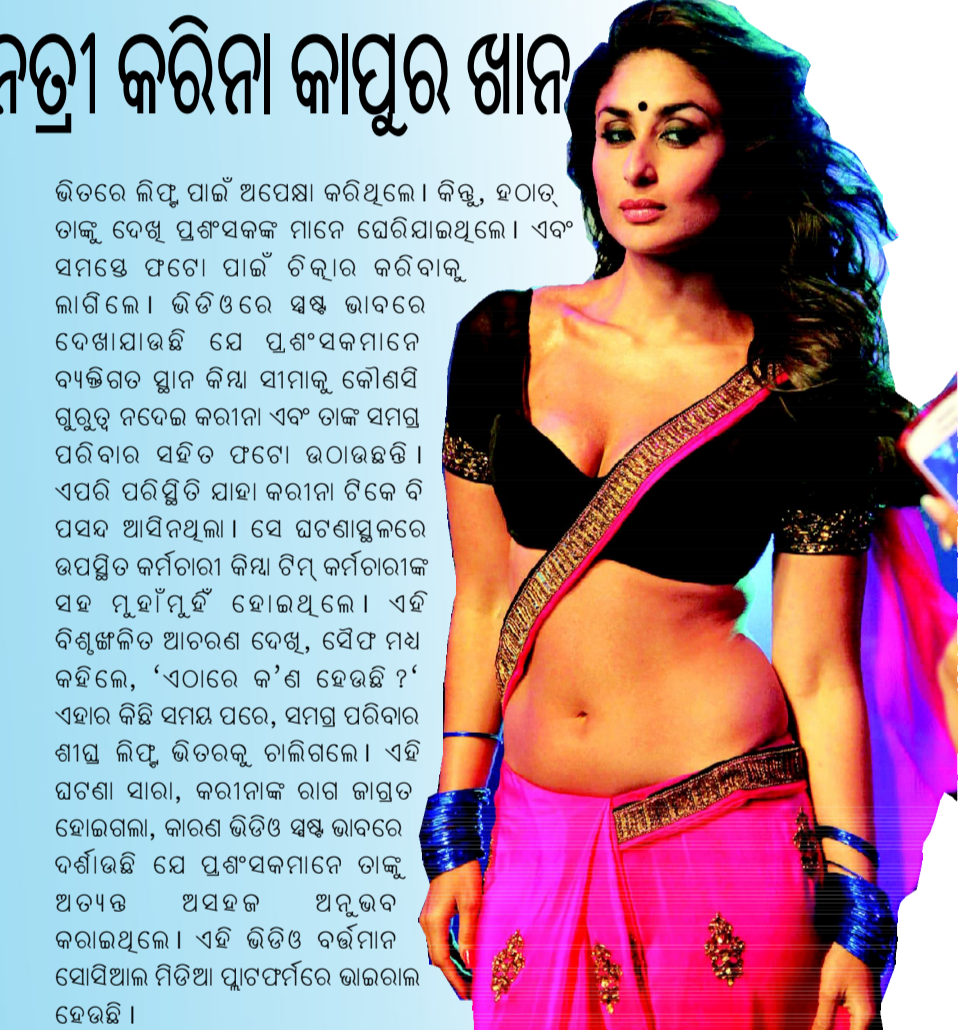 ନେତ୍ରୀ କରିନା କାପୁର ଖାନ
ଭିତରେ ଲିଫ୍ଟ ପାଇଁ ଅପେକ୍ଷା କରିଥିଲେ। କିନ୍ତୁ, ହଠାତ୍
ତାଙ୍କୁ ଦେଖି ପ୍ରଶଂସକଙ୍କ ମାନେ ଘେରିଯାଇଥିଲେ। ଏବଂ
ସମସ୍ତେ ଫଟୋ ପାଇଁ ଚିତ୍କାର କରିବାକୁ
ଲାଗିଲେ। ଭିଡିଓରେ ସ୍ପଷ୍ଟ ଭାବରେ
ଦେଖାଯାଉଛି ଯେ ପ୍ରଶଂସକମାନେ
ବ୍ୟକ୍ତିଗତ ସ୍ଥାନ କିମ୍ବା ସୀମାକୁ କୌଣସି
ଗୁରୁତ୍ୱ ନଦେଇ କରୀନା ଏବଂ ତାଙ୍କ ସମଗ୍ର
ପରିବାର ସହିତ ଫଟୋ ଉଠାଉଛନ୍ତି।
ଏପରି ପରିସ୍ଥିତି ଯାହା କରୀନା ଟିକେ ବି
ପସନ୍ଦ ଆସିନଥିଲା। ସେ ଘଟଣାସ୍ଥଳରେ
ଉପସ୍ଥିତ କର୍ମଚାରୀ କିମ୍ବା ଟିମ୍ କର୍ମଚାରୀଙ୍କ
ସହ ମୁହାଁମୁହିଁ ହୋଇଥିଲେ। ଏହି
ବିଶୃଙ୍ଖଳିତ ଆଚରଣ ଦେଖି, ସୈଫ ମଧ୍ୟ
କହିଲେ, ‘ଏଠାରେ କ’ଣ ହେଉଛି ?‘
ଏହାର କିଛି ସମୟ ପରେ, ସମଗ୍ର ପରିବାର
ଶୀଘ୍ର ଲିଫ୍ଟ ଭିତରକୁ ଚାଲିଗଲେ। ଏହି
ଘଟଣା ସାରା, କରୀନାଙ୍କ ରାଗ ଜାଗ୍ରତ
ହୋଇଗଲା, କାରଣ ଭିଡିଓ ସ୍ପଷ୍ଟ ଭାବରେ
ଦର୍ଶାଉଛି ଯେ ପ୍ରଶଂସକମାନେ ତାଙ୍କୁ
ଅତ୍ୟନ୍ତ ଅସହଜ ଅନୁଭବ
କରାଇଥିଲେ। ଏହି ଭିଡିଓ ବର୍ତ୍ତମାନ
ସୋସିଆଲ ମିଡିଆ ପ୍ଲାଟଫର୍ମରେ ଭାଇରାଲ
ହେଉଛି।